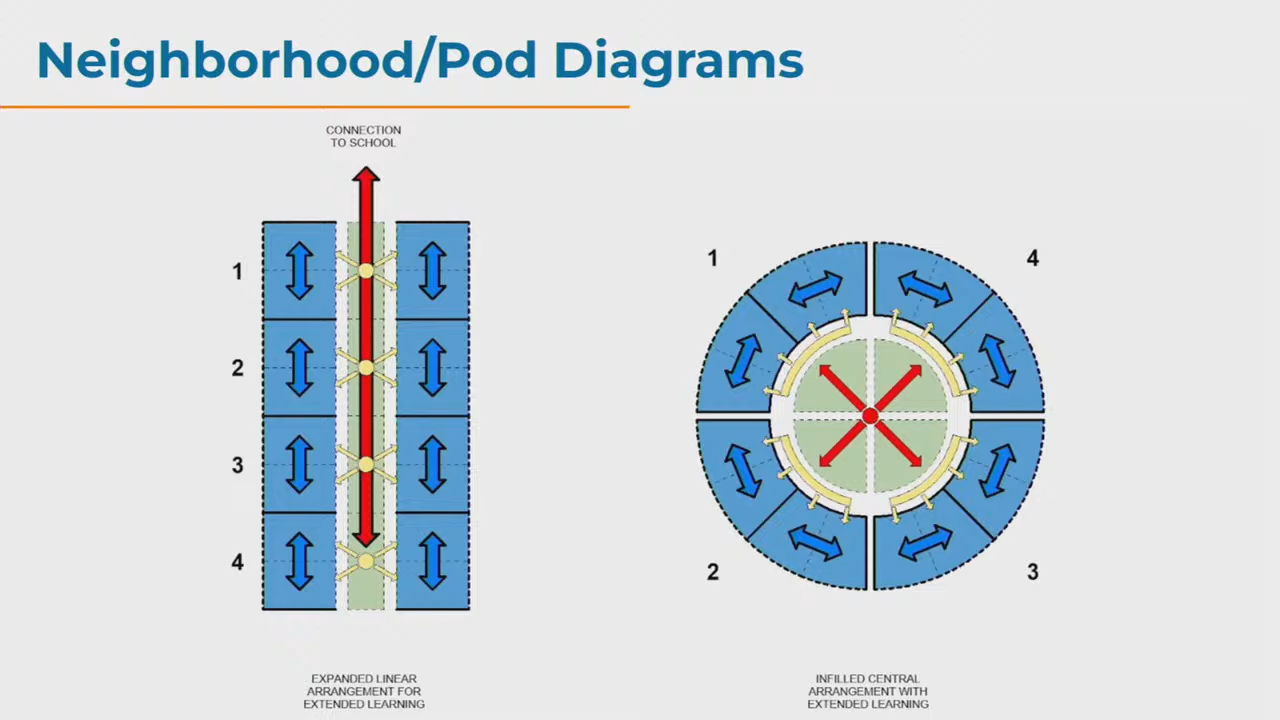 Neighborhood/Pod Diagrams
CONNECTION
TO SCHOOL
1
2
3
4
EXPANDED LINEAR
ARRANGEMENT FOR
EXTENDED LEARNING
1
4
2
3
INFILLED CENTRAL
ARRANGEMENT WITH
EXTENDED LEARNING